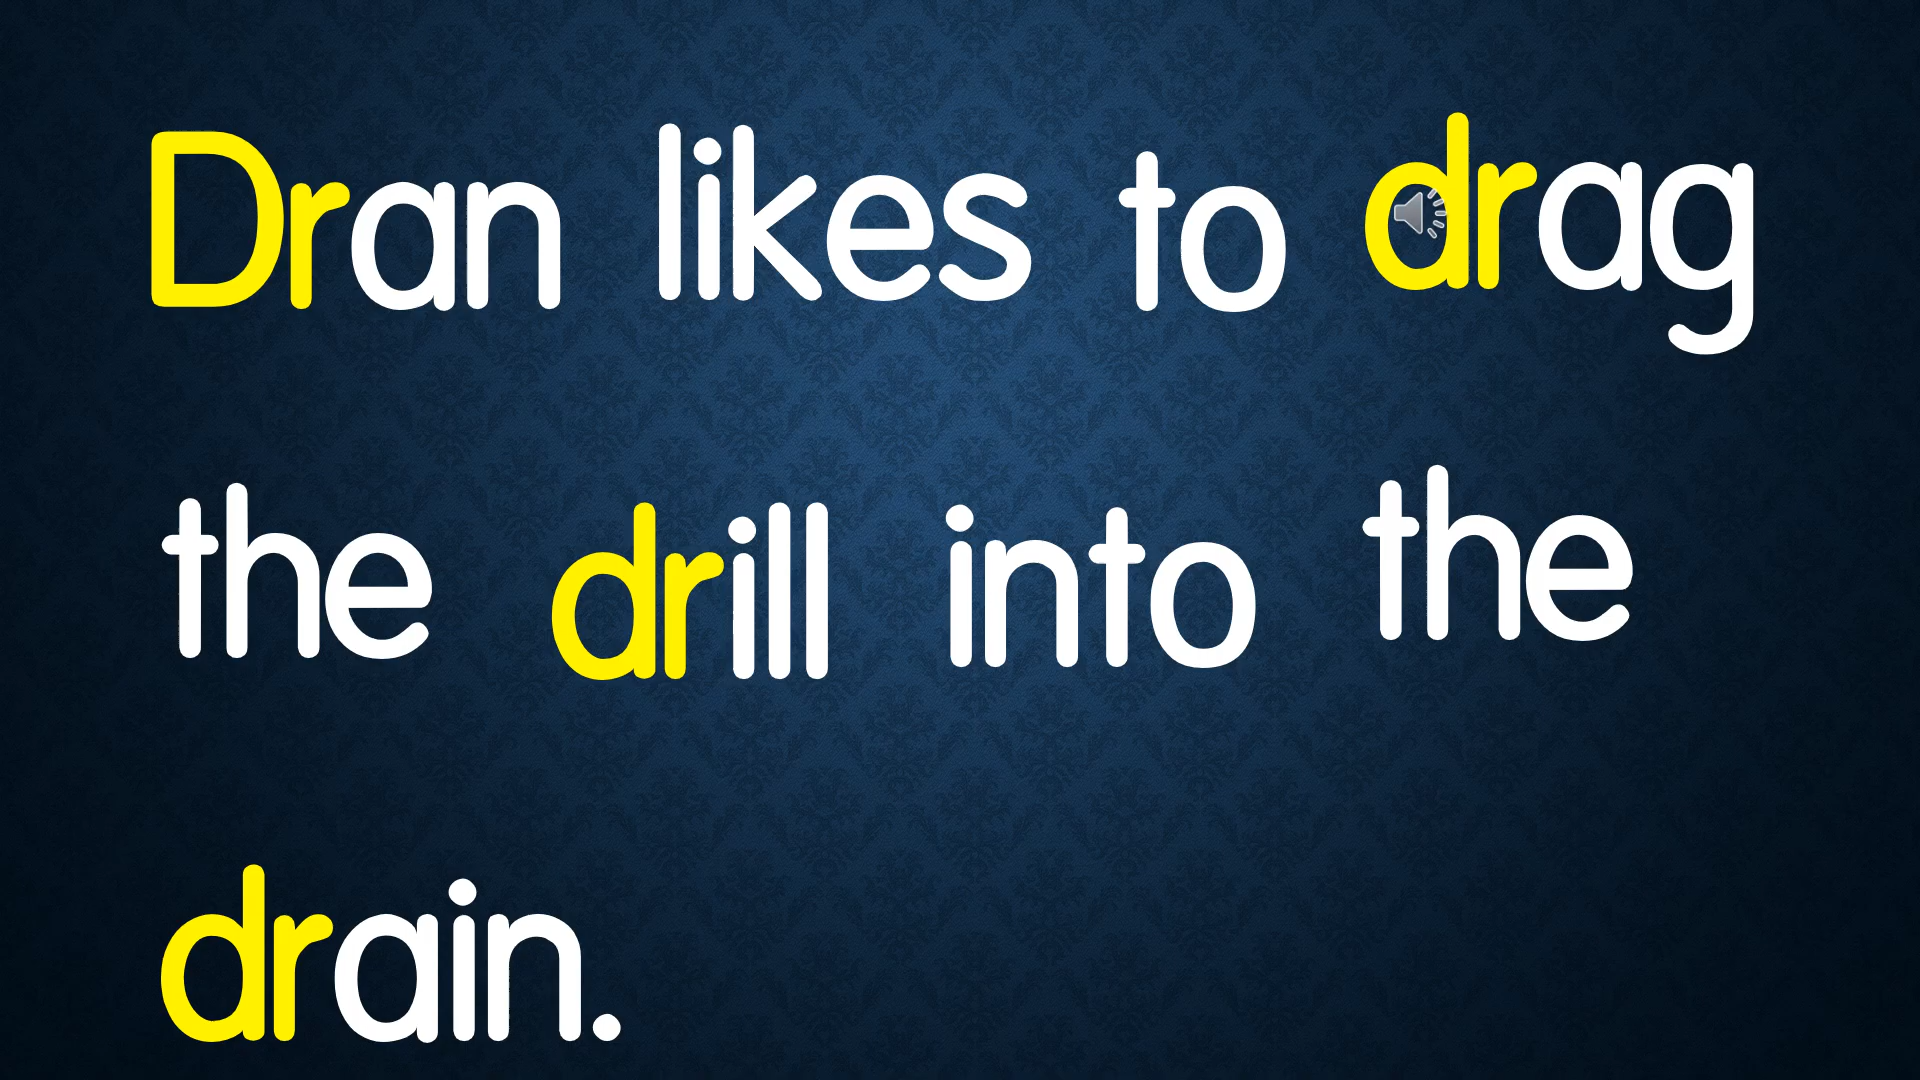 Dran likes to drag
the drill into the
drain.